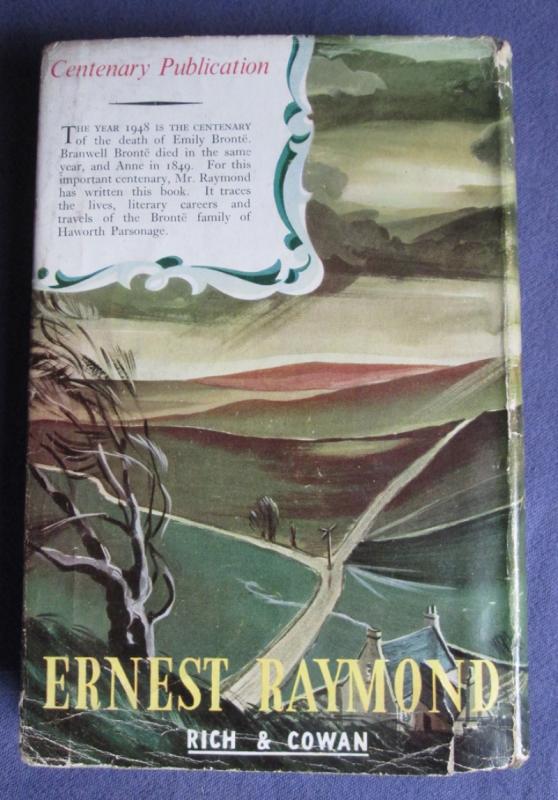 Centenary Publication
THE YEAR 1948 IS THE CENTENARY
of the death of Emily Brontë.
Branwell Brontë died in the same
year, and Anne in 1849. For this
important centenary, Mr. Raymond
has written this book. It traces
the lives, literary careers and
travels of the Brontë family of
Haworth Parsonage.
ERNEST RAYMOND
RICH & COWAN